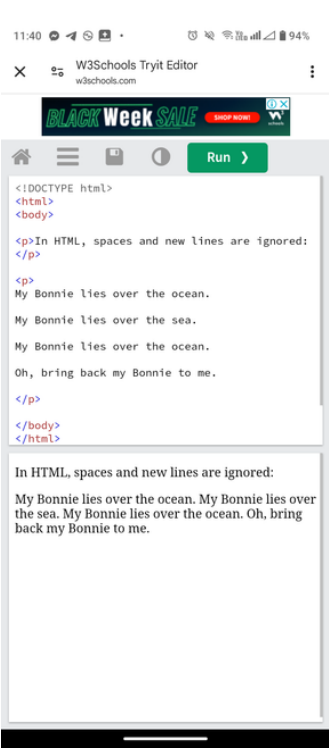 11:40
94%
W3Schools Tryit Editor
w3schools.com
BLACK Week SALE SHOP NOW!
Run ❯
<!DOCTYPE html>
<html>
<body>
<p>In HTML, spaces and new lines are ignored:
</p>
<p>
My Bonnie lies over the ocean.
My Bonnie lies over the sea.
My Bonnie lies over the ocean.
Oh, bring back my Bonnie to me.
</p>
</body>
</html>
In HTML, spaces and new lines are ignored:
My Bonnie lies over the ocean. My Bonnie lies over
the sea. My Bonnie lies over the ocean. Oh, bring
back my Bonnie to me.